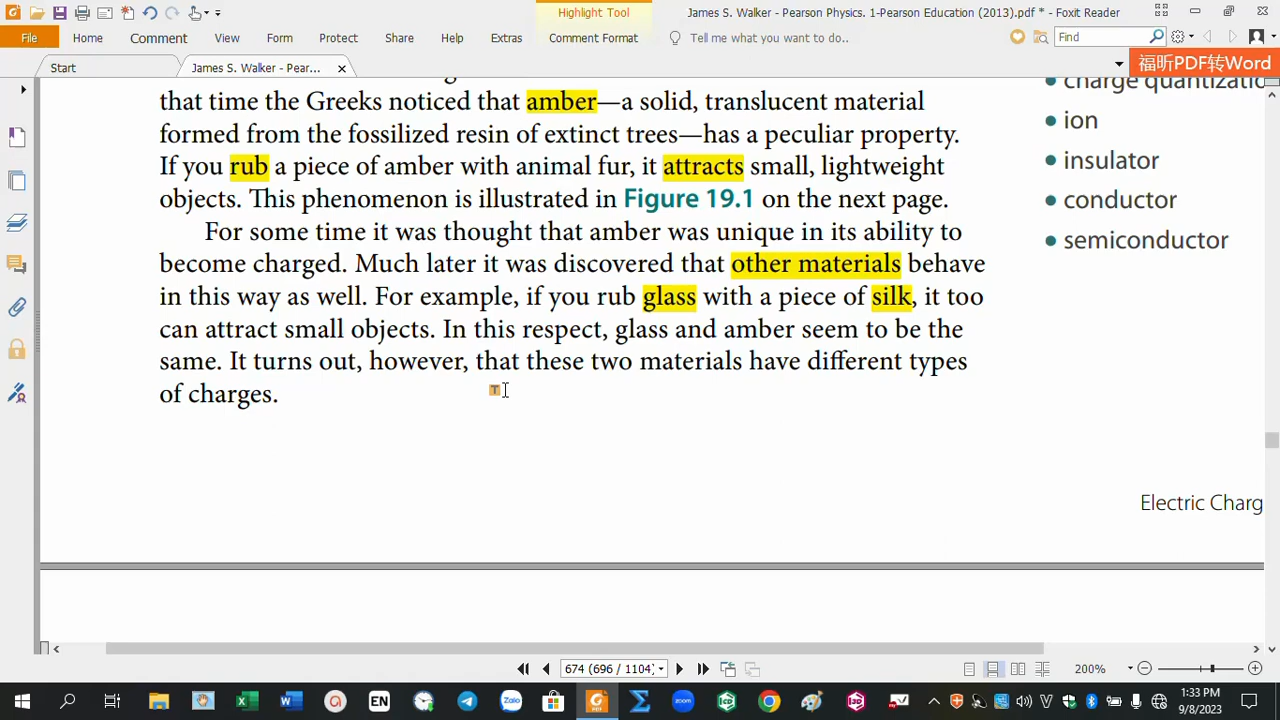 Highlight Tool
James S. Walker - Pearson Physics. 1-Pearson Education (2013).pdf * - Foxit Reader
File
Home
Comment
View
Form
Protect
Share
Help
Extras
Comment Format
Tell me what you want to do..
Find
Start
James S. Walker - Pear...
福昕PDF转Word
that time the Greeks noticed that amber—a solid, translucent material
formed from the fossilized resin of extinct trees—has a peculiar property.
If you rub a piece of amber with animal fur, it attracts small, lightweight
objects. This phenomenon is illustrated in Figure 19.1 on the next page.
For some time it was thought that amber was unique in its ability to
become charged. Much later it was discovered that other materials behave
in this way as well. For example, if you rub glass with a piece of silk, it too
can attract small objects. In this respect, glass and amber seem to be the
same. It turns out, however, that these two materials have different types
of charges.
charge quantizatio
• ion
• insulator
• conductor
• semiconductor
Electric Charg
674 (696 / 1104)
200%
EN
Zalo
zoom
1:33 PM
9/8/2023